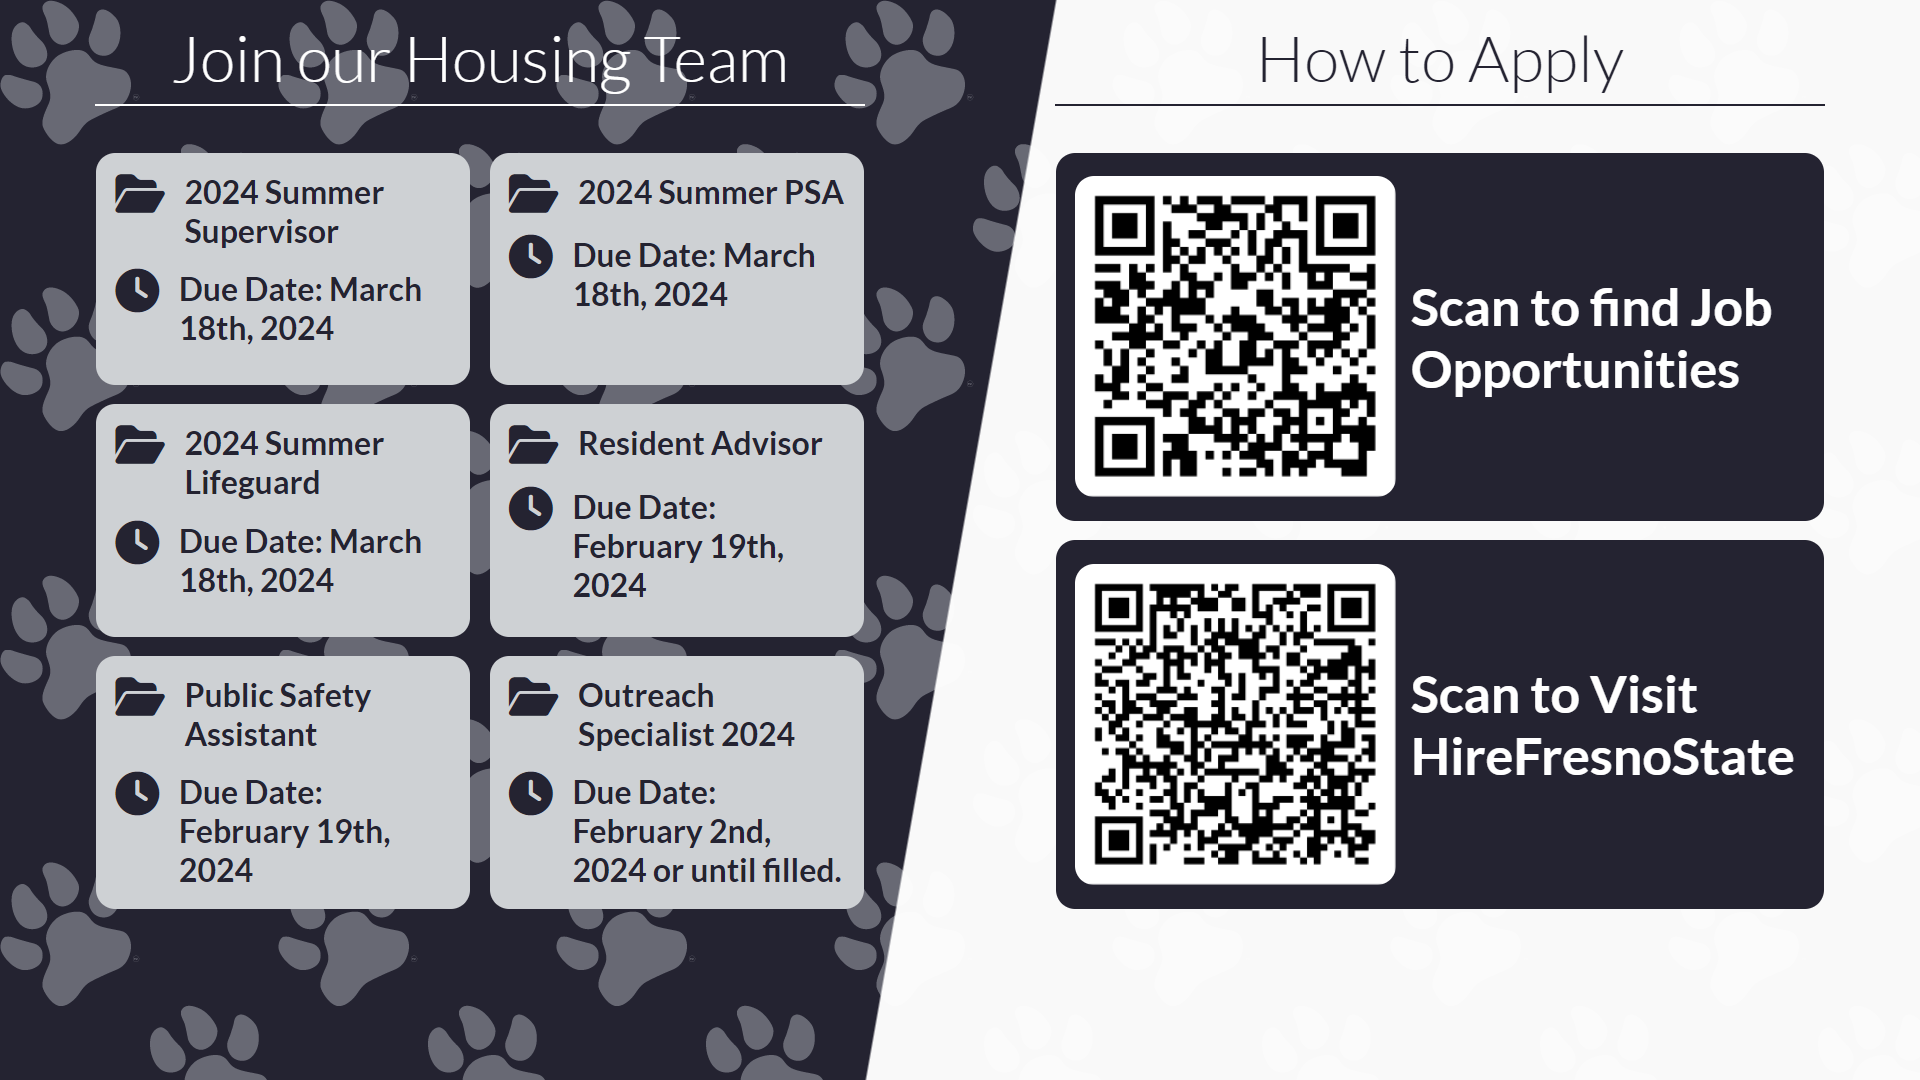 Join our Housing Team
2024 Summer
Supervisor
Due Date: March
18th, 2024
2024 Summer PSA
Due Date: March
18th, 2024
2024 Summer
Lifeguard
Due Date: March
18th, 2024
Resident Advisor
Due Date:
February 19th,
2024
Public Safety
Assistant
Due Date:
February 19th,
2024
Outreach
Specialist 2024
Due Date:
February 2nd,
2024 or until filled.
How to Apply
Scan to find Job
Opportunities
Scan to Visit
HireFresnoState